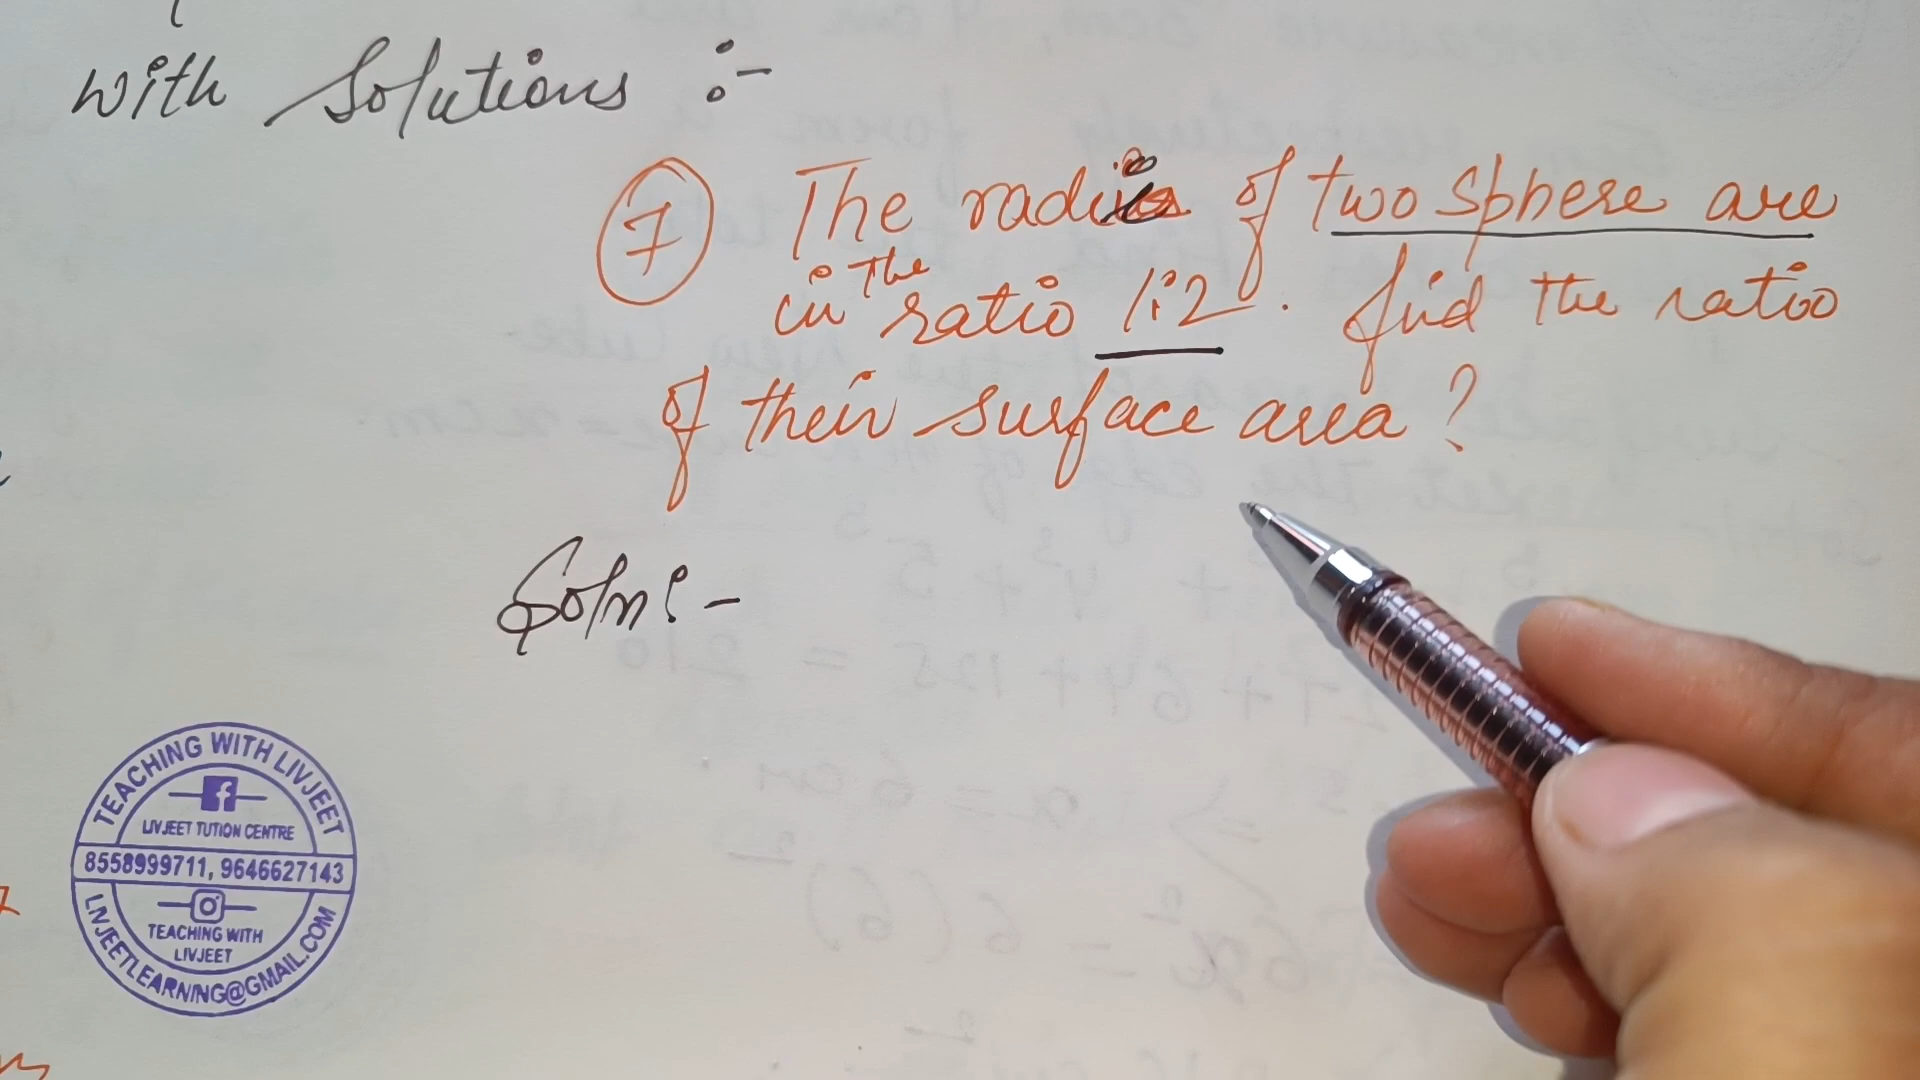 with Solutions :-
7 The radii of two sphere are
in the ratio 1:2. find the ratio
of their surface area ?
Soln :-
TEACHING WITH LIVJEET
LIVJEET TUTION CENTRE
8558999711, 9646627143
TEACHING WITH
LIVJEET
LIVJEETLEARNING@GMAIL.COM